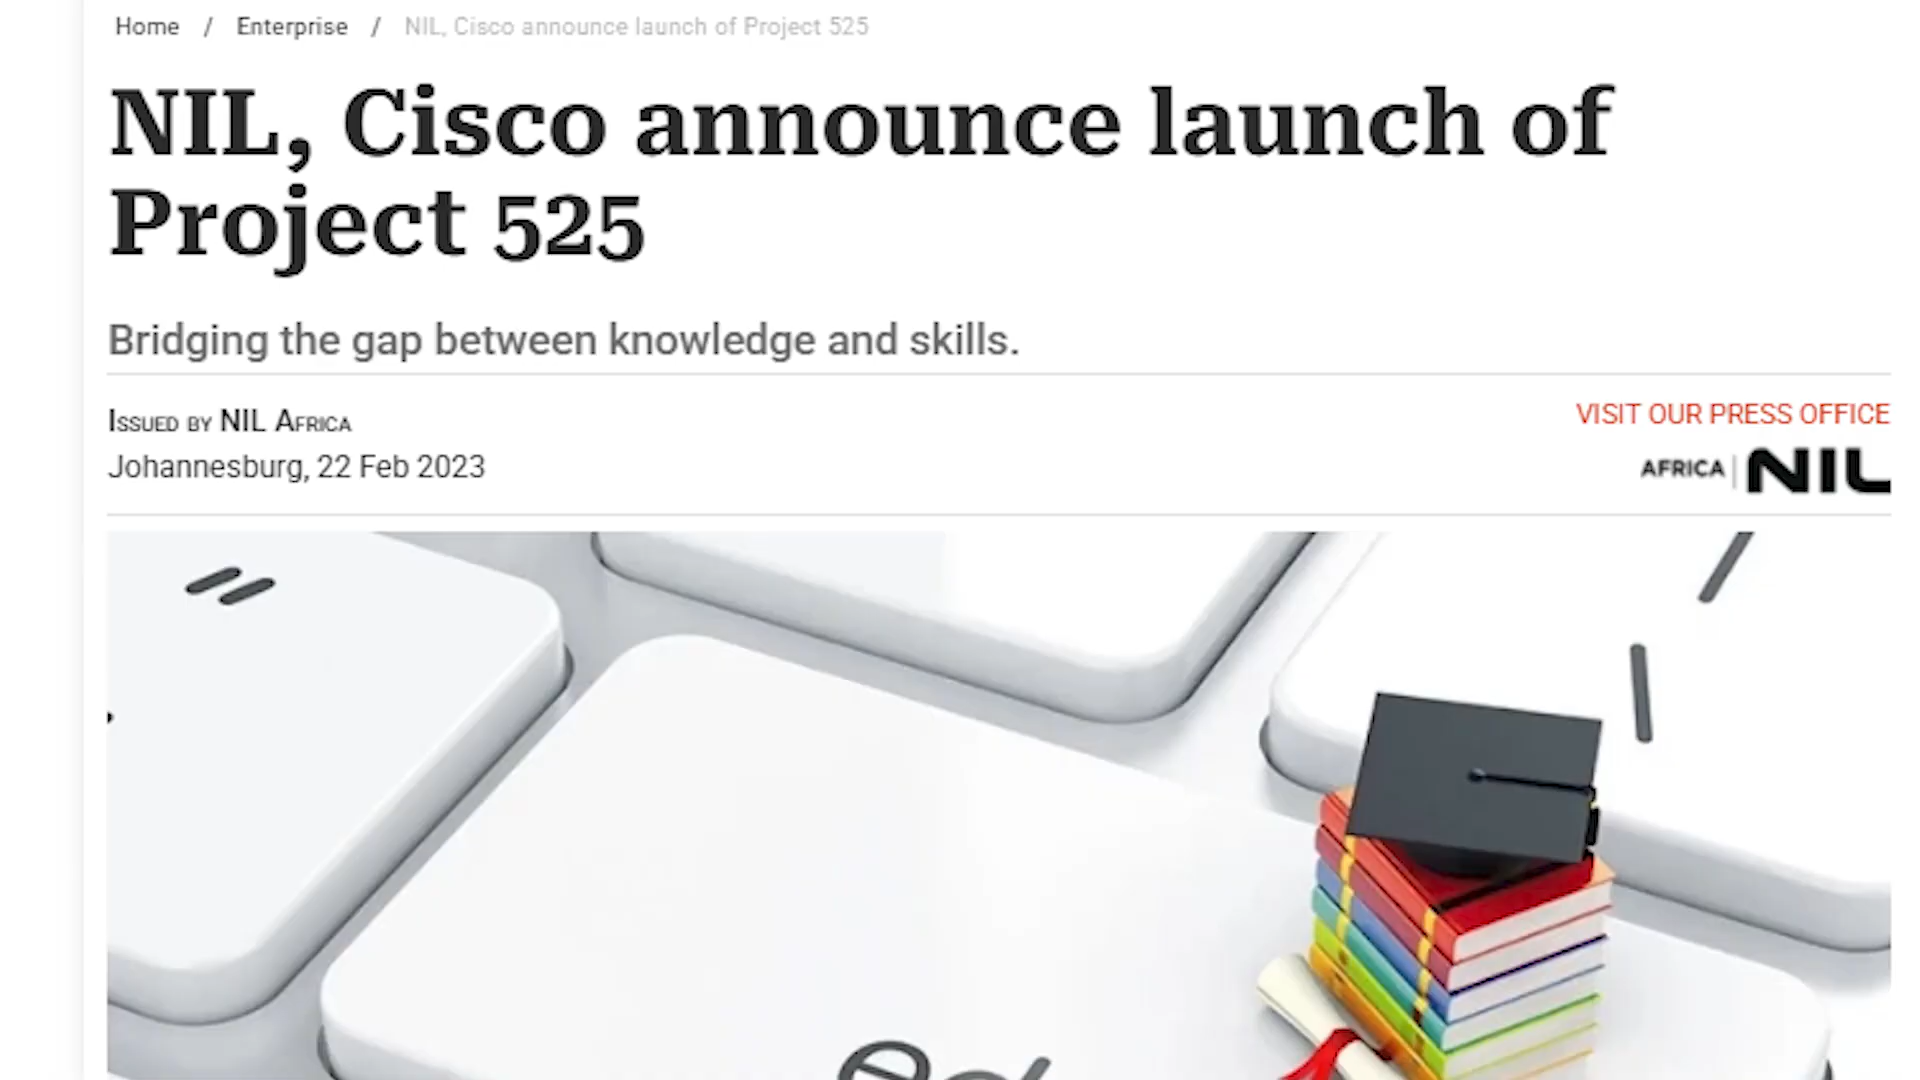 Home / Enterprise / NIL, Cisco announce launch of Project 525
NIL, Cisco announce launch of
Project 525
Bridging the gap between knowledge and skills.
Issued by NIL Africa
Johannesburg, 22 Feb 2023
VISIT OUR PRESS OFFICE
AFRICA | NIL